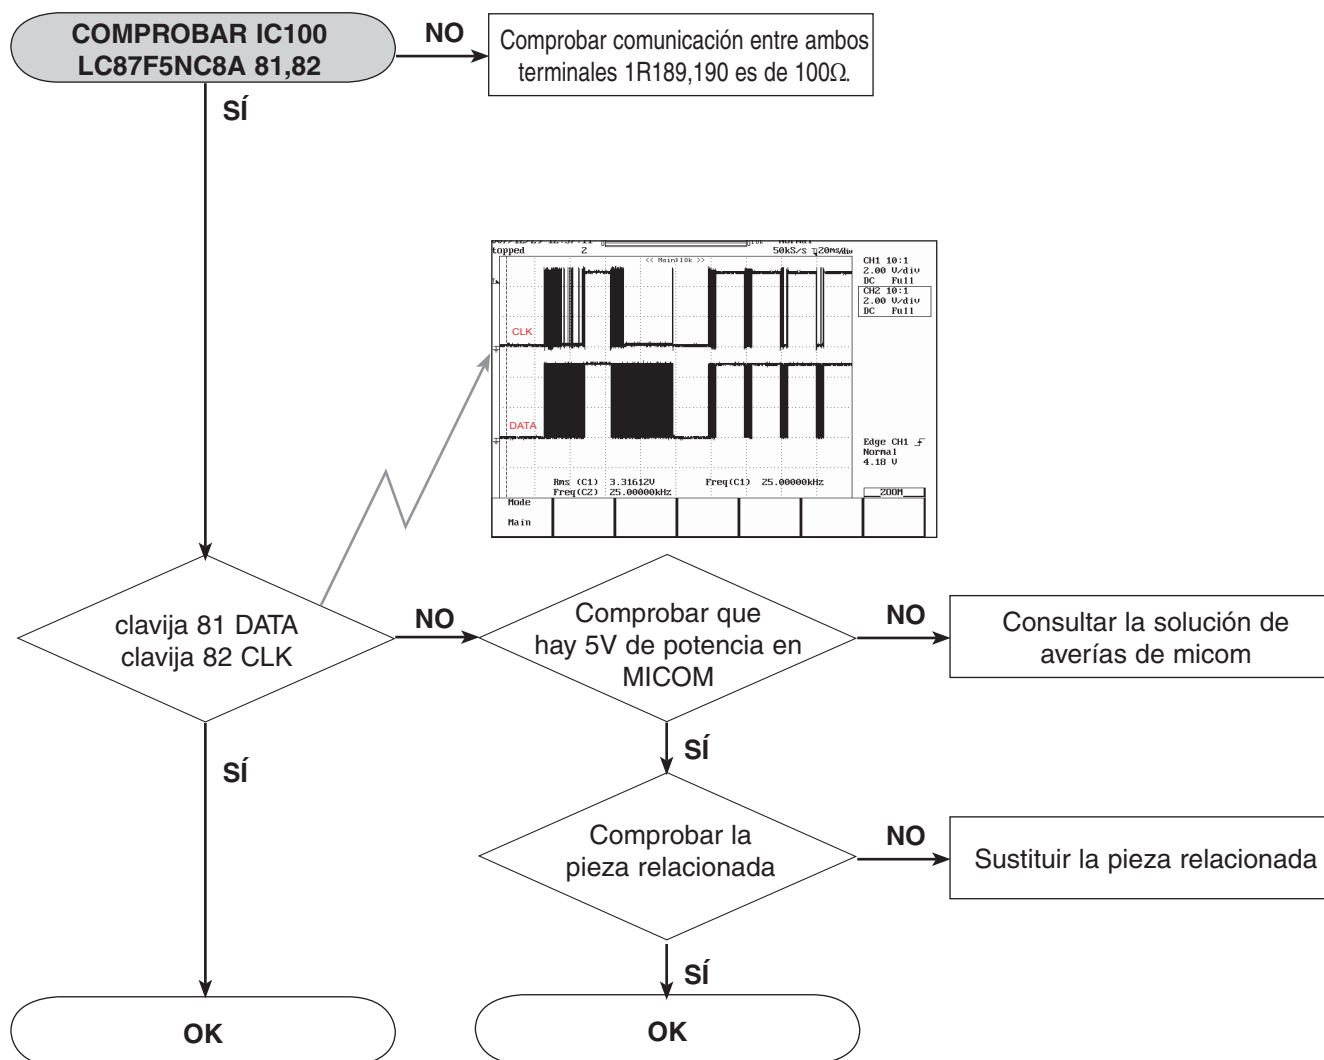 COMPROBAR IC100
LC87F5NC8A 81,82
NO
Comprobar comunicación entre ambos
terminales 1R189,190 es de 100Ω.
SÍ
stopped 2 50kS/s 20ms/div
<< Main:10k >>
CH1 10:1
2.00 V/div
DC Full
CH2 10:1
2.00 V/div
DC Full
CLK
DATA
Edge CH1
Normal
4.18 V
Rms (C1) 3.31612V Freq(C1) 25.00000kHz
Freq(C2) 25.00000kHz
ZOOM
Mode
Main
clavija 81 DATA
clavija 82 CLK
NO
Comprobar que
hay 5V de potencia en
MICOM
NO
Consultar la solución de
averías de micom
SÍ
SÍ
Comprobar la
pieza relacionada
NO
Sustituir la pieza relacionada
SÍ
OK
OK